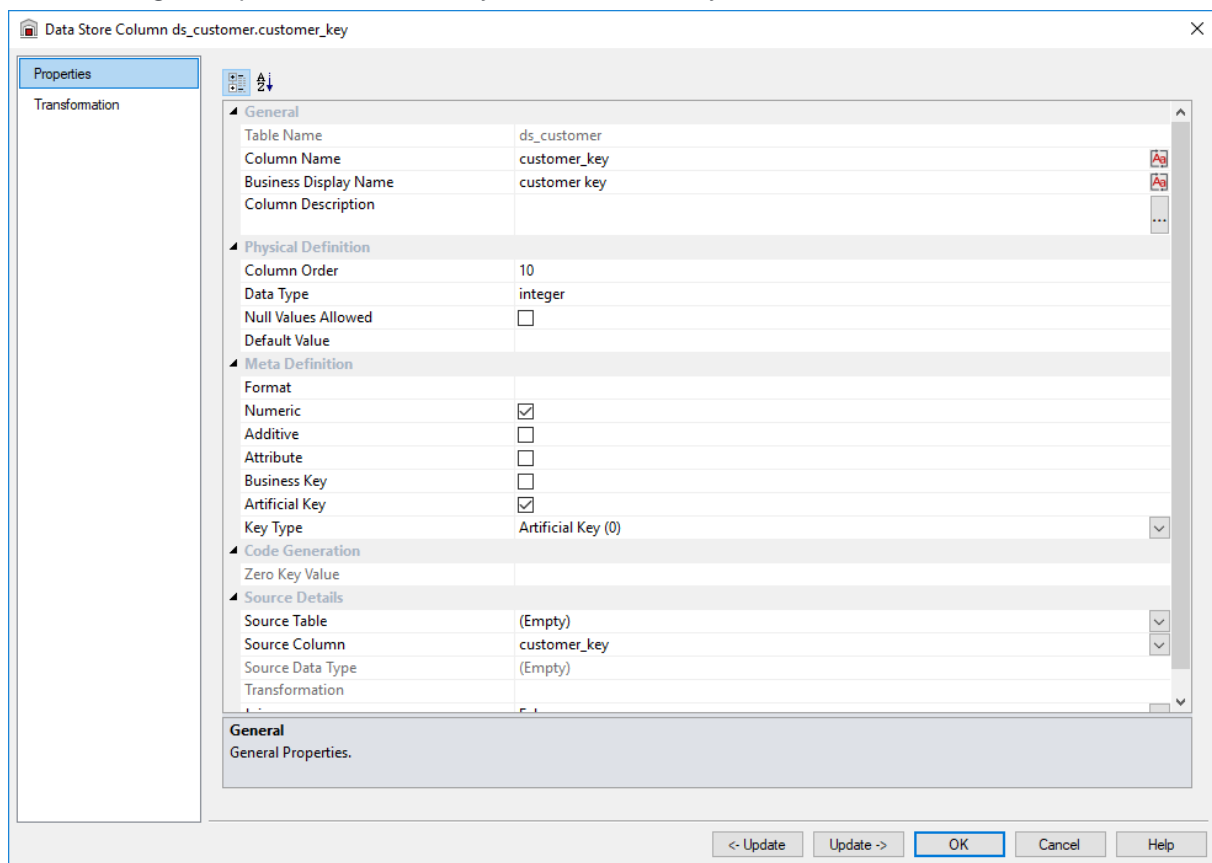 Data Store Column ds_customer.customer_key
Properties
Transformation
General
Table Name ds_customer
Column Name customer_key
Business Display Name customer key
Column Description
...
Physical Definition
Column Order 10
Data Type integer
Null Values Allowed
Default Value
Meta Definition
Format
Numeric
Additive
Attribute
Business Key
Artificial Key
Key Type Artificial Key (0)
Code Generation
Zero Key Value
Source Details
Source Table (Empty)
Source Column customer_key
Source Data Type (Empty)
Transformation
General
General Properties.
<- Update Update -> OK Cancel Help